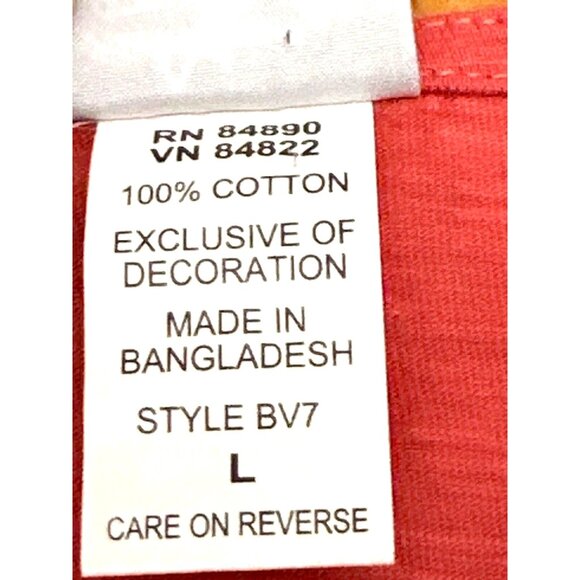 RN 84890
VN 84822
100% COTTON
EXCLUSIVE OF
DECORATION
MADE IN
BANGLADESH
STYLE BV7
L
CARE ON REVERSE